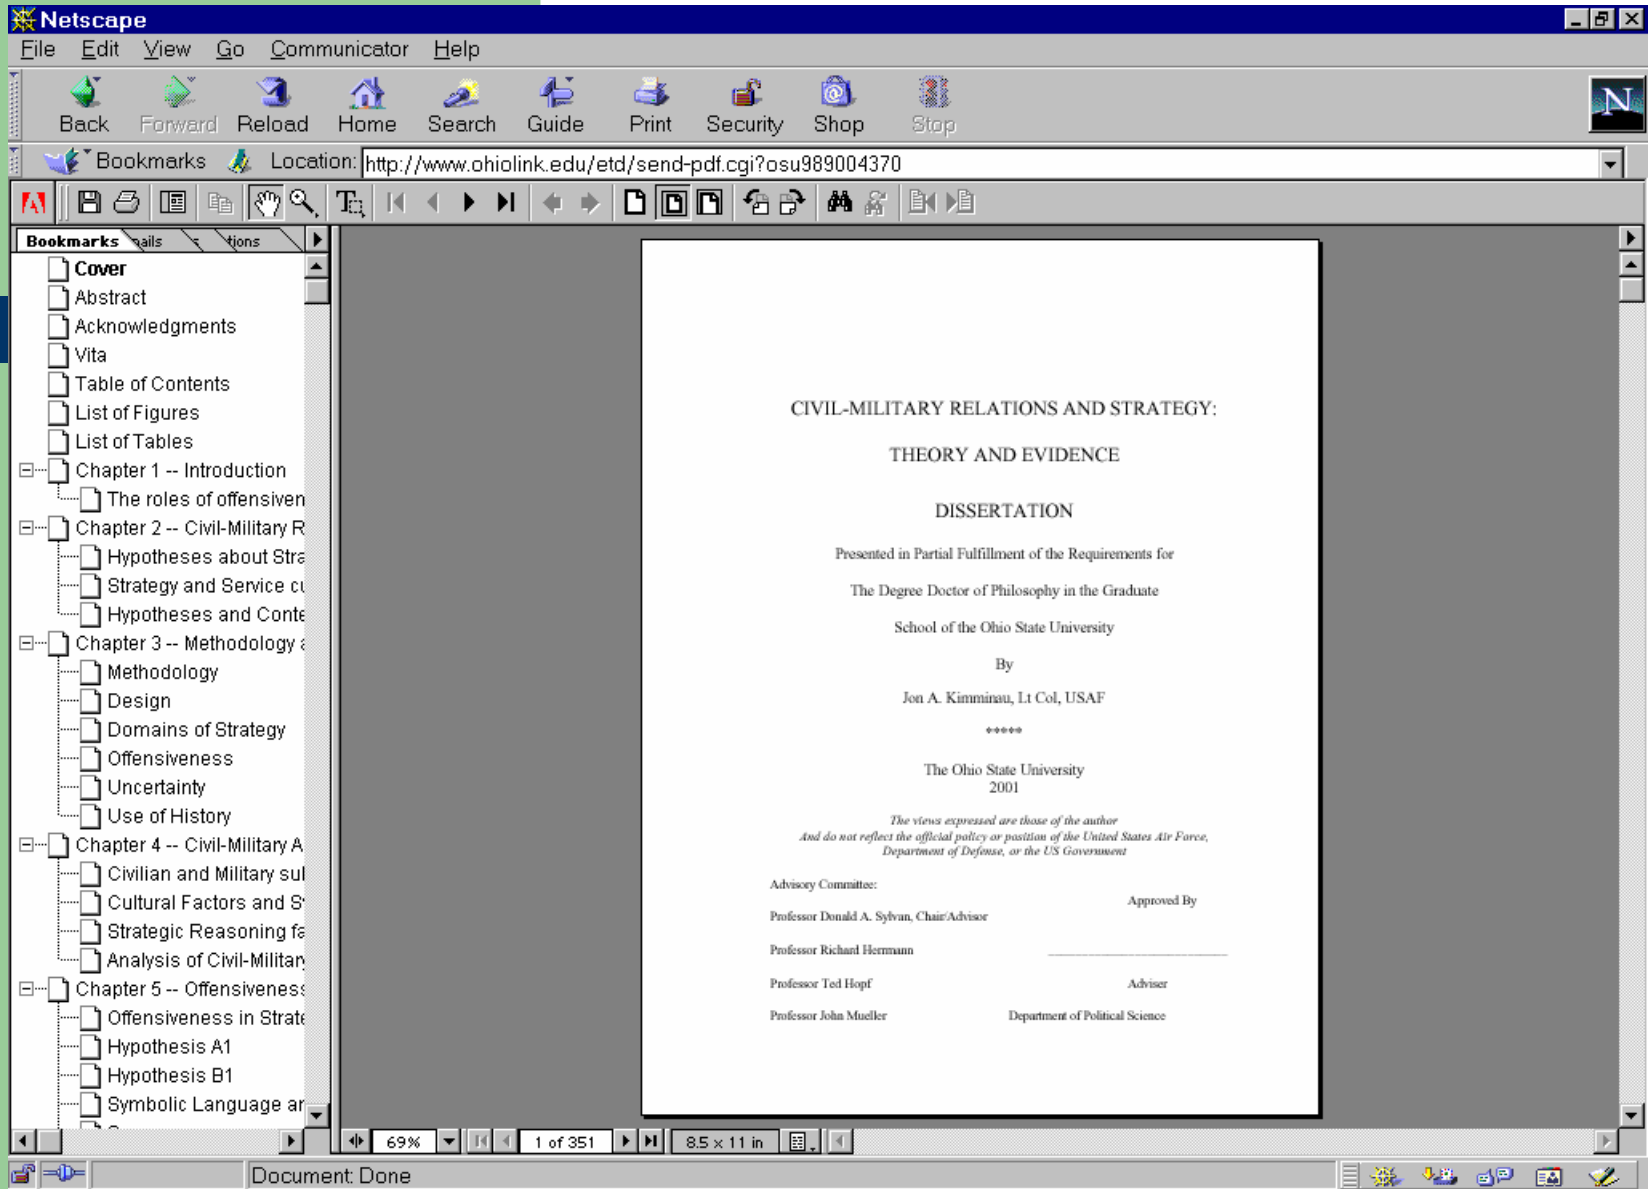 Netscape
File Edit View Go Communicator Help
Back Forward Reload Home Search Guide Print Security Shop Stop
N
Bookmarks Location: http://www.ohiolink.edu/etd/send-pdf.cgi?osu989004370
Bookmarks ails tions
Cover
Abstract
Acknowledgments
Vita
Table of Contents
List of Figures
List of Tables
Chapter 1 -- Introduction
The roles of offensiven
Chapter 2 -- Civil-Military R
Hypotheses about Stra
Strategy and Service cu
Hypotheses and Conte
Chapter 3 -- Methodology a
Methodology
Design
Domains of Strategy
Offensiveness
Uncertainty
Use of History
Chapter 4 -- Civil-Military A
Civilian and Military sul
Cultural Factors and S
Strategic Reasoning fa
Analysis of Civil-Military
Chapter 5 -- Offensiveness
Offensiveness in Strate
Hypothesis A1
Hypothesis B1
Symbolic Language ar
CIVIL-MILITARY RELATIONS AND STRATEGY:
THEORY AND EVIDENCE
DISSERTATION
Presented in Partial Fulfillment of the Requirements for
The Degree Doctor of Philosophy in the Graduate
School of the Ohio State University
By
Jon A. Kimminau, Lt Col, USAF
*****
The Ohio State University
2001
The views expressed are those of the author
And do not reflect the official policy or position of the United States Air Force,
Department of Defense, or the US Government
Advisory Committee:
Approved By
Professor Donald A. Sylvan, Chair/Advisor
Professor Richard Herrmann
Professor Ted Hopf Adviser
Professor John Mueller Department of Political Science
69% 1 of 351 8.5 x 11 in
Document: Done